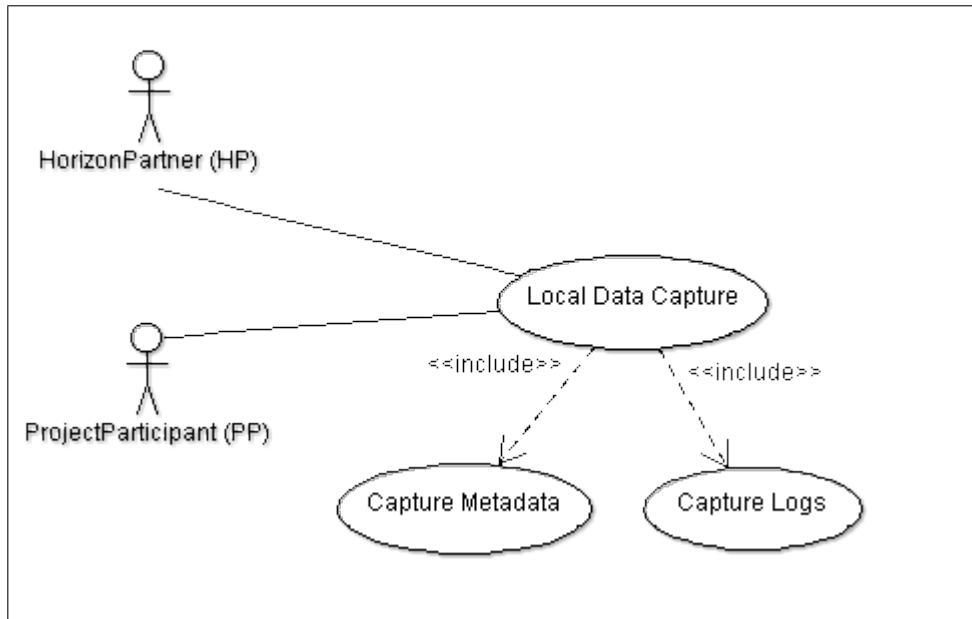 HorizonPartner (HP)
Local Data Capture
<<include>>
<<include>>
ProjectParticipant (PP)
Capture Metadata
Capture Logs